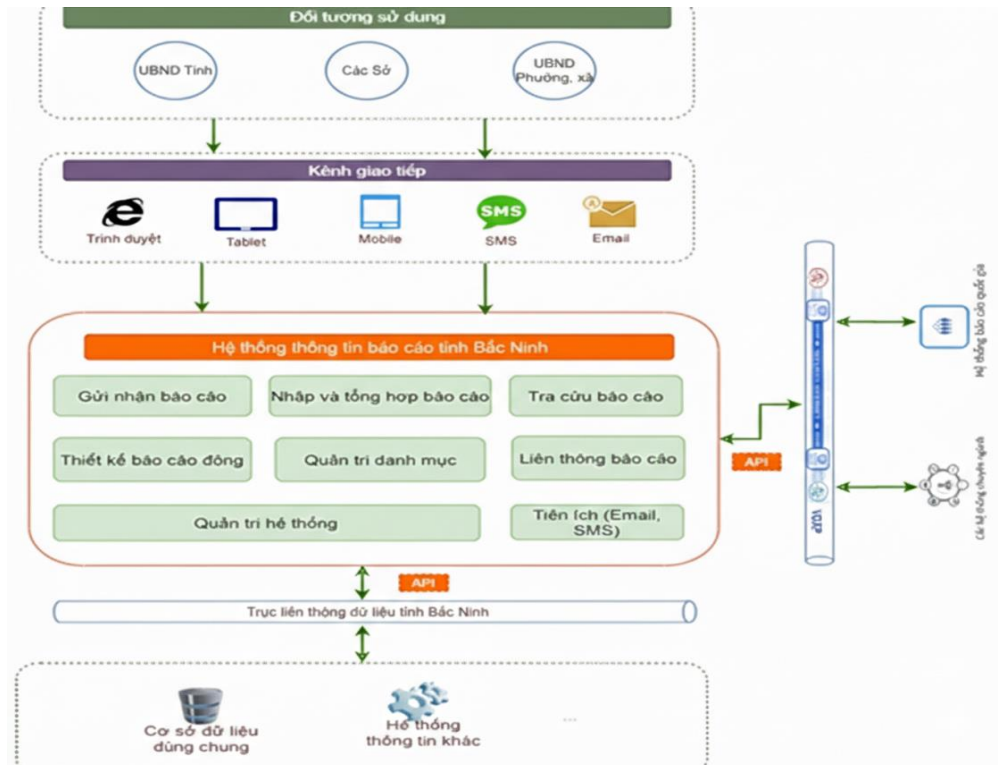 Đối tượng sử dụng
UBND Tỉnh
Các Sở
UBND
Phường, xã
Kênh giao tiếp
Trình duyệt
Tablet
Mobile
SMS
SMS
Email
Hệ thống thông tin báo cáo tỉnh Bắc Ninh
Gửi nhận báo cáo
Nhập và tổng hợp báo cáo
Tra cứu báo cáo
Thiết kế báo cáo động
Quản trị danh mục
Liên thông báo cáo
Quản trị hệ thống
Tiện ích (Email,
SMS)
API
API
Trục liên thông dữ liệu tỉnh Bắc Ninh
Cơ sở dữ liệu
dùng chung
Hệ thống
thông tin khác
...
VDXP
Hệ thống báo cáo quốc gia
Các hệ thống chuyên ngành